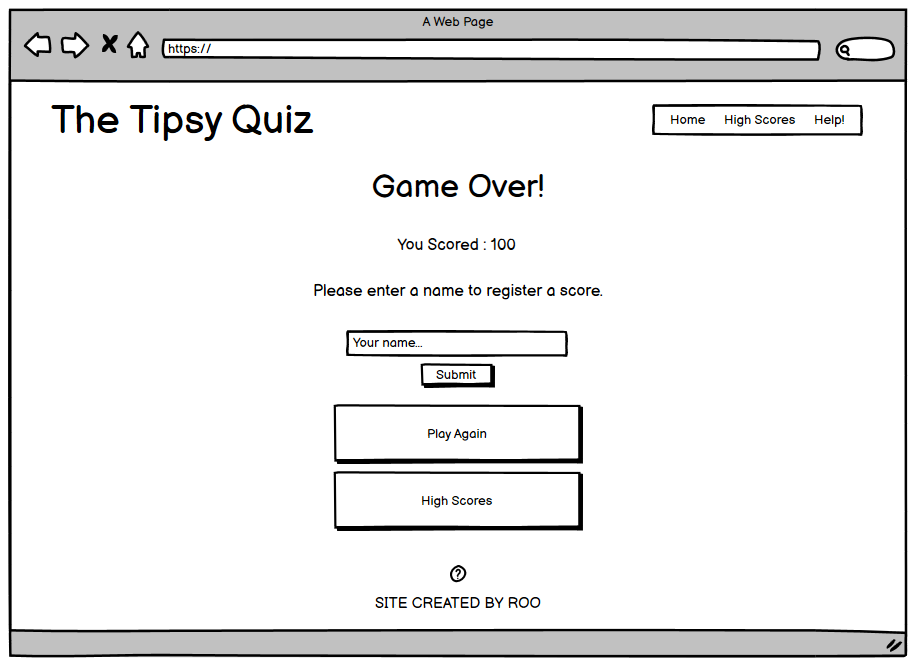 A Web Page
https://
The Tipsy Quiz
Home High Scores Help!
Game Over!
You Scored : 100
Please enter a name to register a score.
Your name...
Submit
Play Again
High Scores
?
SITE CREATED BY ROO